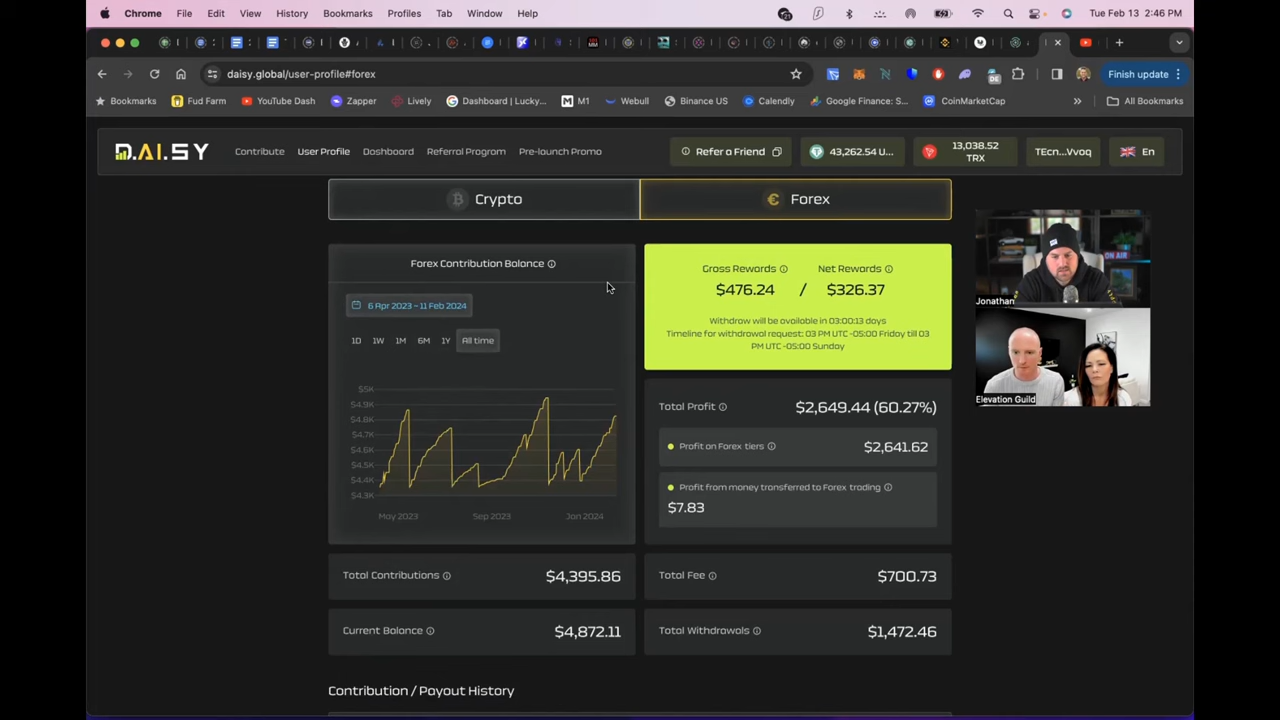 Chrome File Edit View History Bookmarks Profiles Tab Window Help
Tue Feb 13 2:46 PM
daisy.global/user-profile#forex
Finish update
Bookmarks Fud Farm YouTube Dash Zapper Lively Dashboard | Lucky... M1 Webull Binance US Calendly Google Finance: S... CoinMarketCap » All Bookmarks
D.AI.SY Contribute User Profile Dashboard Referral Program Pre-launch Promo
Refer a Friend
43,262.54 U...
13,038.52
TRX
TEcn...Vvoq
En
Crypto
Forex
Forex Contribution Balance
6 Apr 2023 – 11 Feb 2024
1D 1W 1M 6M 1Y All time
$5K
$4.9K
$4.8K
$4.7K
$4.6K
$4.5K
$4.4K
$4.3K
May 2023 Sep 2023 Jan 2024
Gross Rewards
$476.24
/
Net Rewards
$326.37
Withdraw will be available in 03:00:13 days
Timeline for withdrawal request: 03 PM UTC -05:00 Friday till 03
PM UTC -05:00 Sunday
Total Profit $2,649.44 (60.27%)
Profit on Forex tiers $2,641.62
Profit from money transferred to Forex trading
$7.83
Total Contributions $4,395.86
Total Fee $700.73
Current Balance $4,872.11
Total Withdrawals $1,472.46
Contribution / Payout History
ON AIR
Jonathan
Elevation Guild